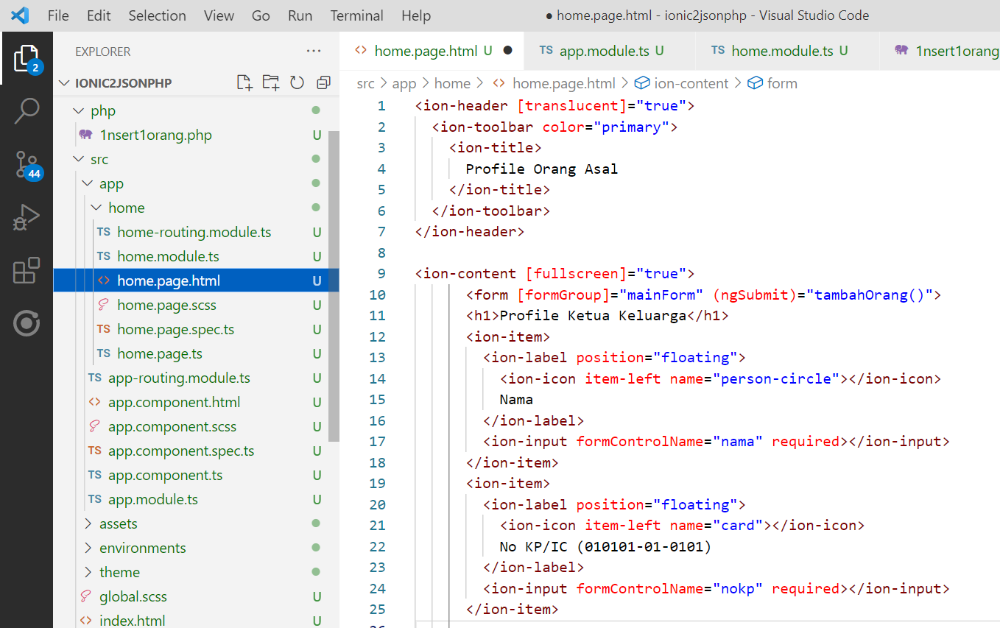 File Edit Selection View Go Run Terminal Help ● home.page.html - ionic2jsonphp - Visual Studio Code
EXPLORER ···
home.page.html U ●
TS app.module.ts U
TS home.module.ts U
1nsert1orang
2
IONIC2JSONPHP
src > app > home > <> home.page.html > ion-content > form
php
1nsert1orang.php U
src
44
app
home
TS home-routing.module.ts U
TS home.module.ts U
<> home.page.html U
home.page.scss U
TS home.page.spec.ts U
TS home.page.ts U
TS app-routing.module.ts U
<> app.component.html U
app.component.scss U
TS app.component.spec.ts U
TS app.component.ts U
TS app.module.ts U
assets
environments
theme
global.scss U
<> index.html U
1 <ion-header [translucent]="true">
2 <ion-toolbar color="primary">
3 <ion-title>
4 Profile Orang Asal
5 </ion-title>
6 </ion-toolbar>
7 </ion-header>
8
9 <ion-content [fullscreen]="true">
10 <form [formGroup]="mainForm" (ngSubmit)="tambahOrang()">
11 <h1>Profile Ketua Keluarga</h1>
12 <ion-item>
13 <ion-label position="floating">
14 <ion-icon item-left name="person-circle"></ion-icon>
15 Nama
16 </ion-label>
17 <ion-input formControlName="nama" required></ion-input>
18 </ion-item>
19 <ion-item>
20 <ion-label position="floating">
21 <ion-icon item-left name="card"></ion-icon>
22 No KP/IC (010101-01-0101)
23 </ion-label>
24 <ion-input formControlName="nokp" required></ion-input>
25 </ion-item>